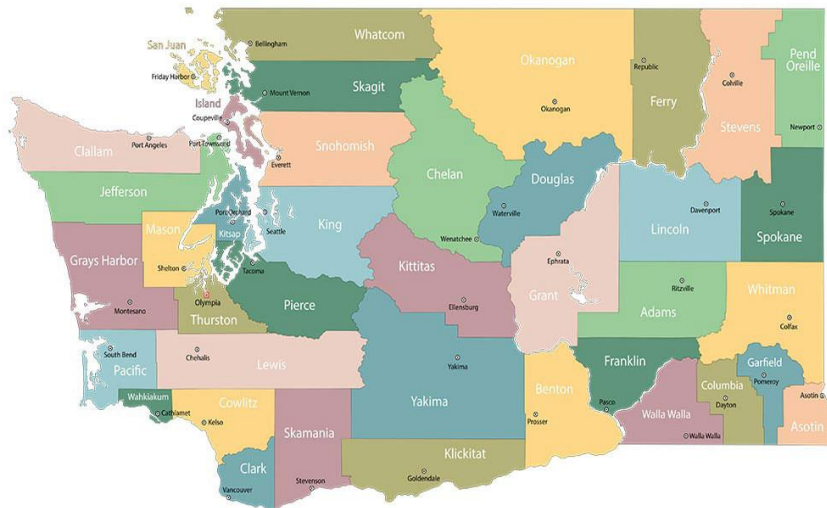 San Juan
Bellingham
Whatcom
Okanogan
Pend
Oreille
Friday Harbor
Mount Vernon
Skagit
Republic
Ferry
Colville
Stevens
Island
Coupeville
Okanogan
Newport
Clallam
Port Angeles
Port Townsend
Everett
Snohomish
Chelan
Douglas
Jefferson
Port Orchard
Kitsap
Seattle
King
Waterville
Lincoln
Davenport
Spokane
Spokane
Mason
Wenatchee
Grays Harbor
Shelton
Tacoma
Kittitas
Ephrata
Grant
Ritzville
Whitman
Montesano
Olympia
Thurston
Pierce
Ellensburg
Adams
Colfax
South Bend
Pacific
Chehalis
Lewis
Yakima
Yakima
Franklin
Garfield
Pomeroy
Wahkiakum
Cathlamet
Cowlitz
Kelso
Skamania
Benton
Prosser
Pasco
Walla Walla
Walla Walla
Columbia
Dayton
Asotin
Asotin
Clark
Vancouver
Stevenson
Klickitat
Goldendale